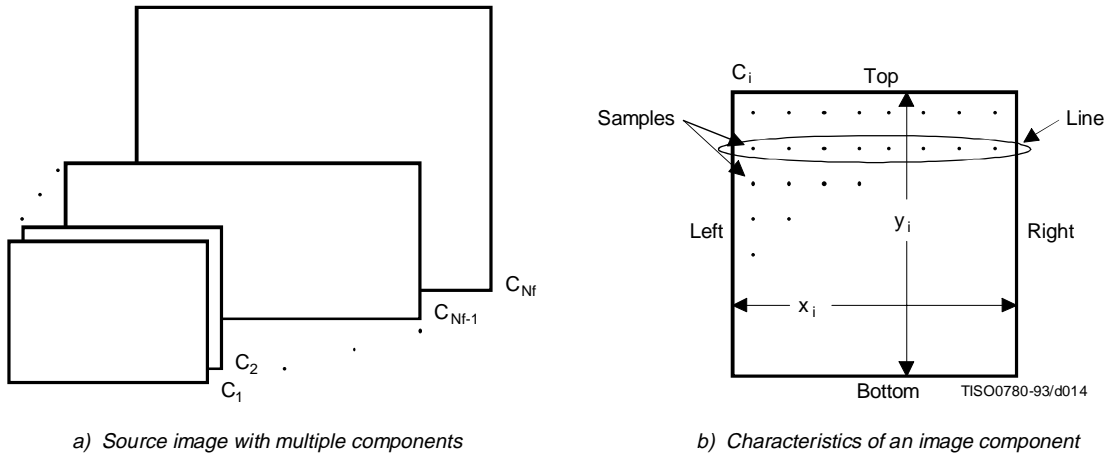 C_Nf
C_Nf-1
C_2
C_1
a) Source image with multiple components
C_i
Top
Samples
Line
Left
y_i
Right
x_i
Bottom
TISO0780-93/d014
b) Characteristics of an image component